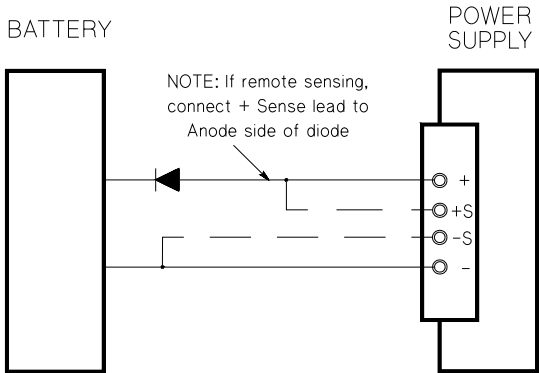 BATTERY
POWER
SUPPLY
NOTE: If remote sensing,
connect + Sense lead to
Anode side of diode
+
+S
-S
-